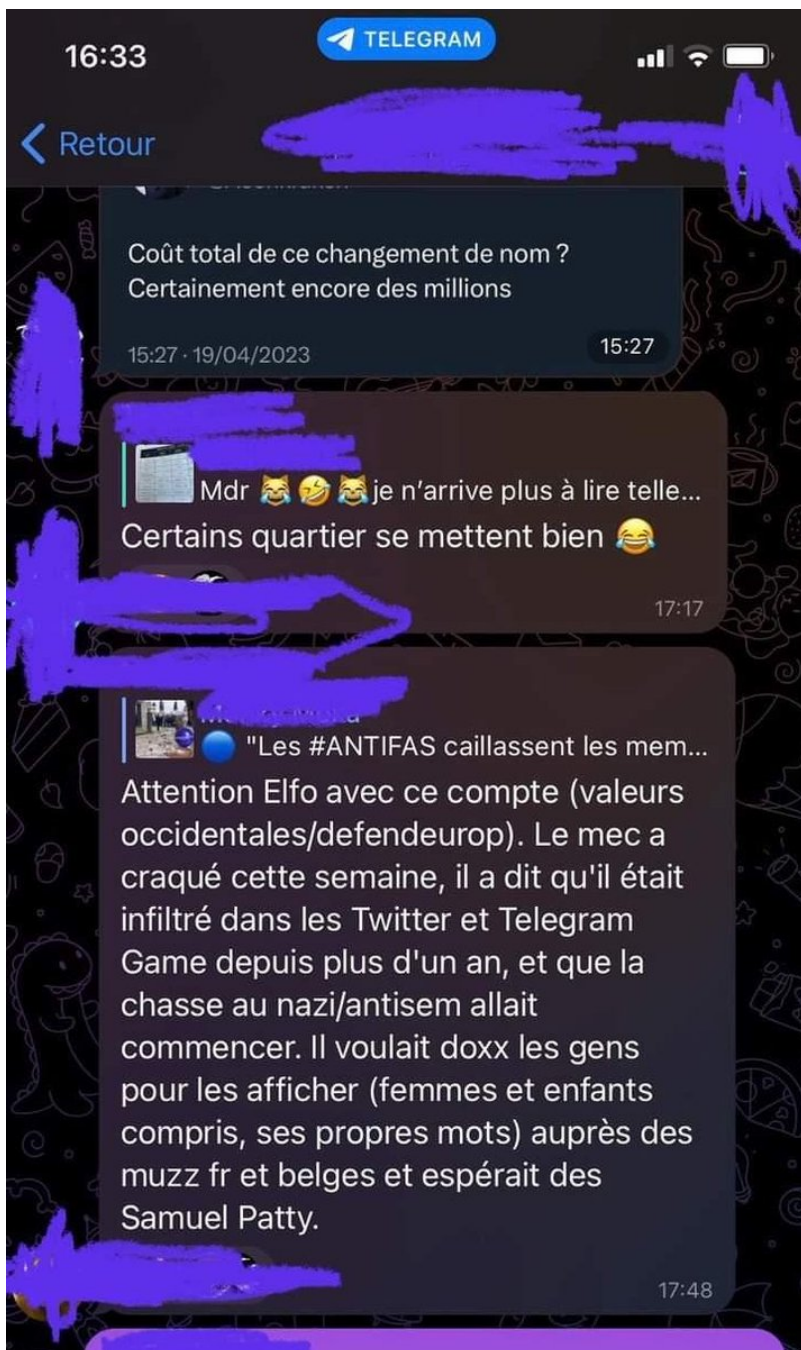 16:33
TELEGRAM
Retour
Coût total de ce changement de nom ?
Certainement encore des millions
15:27 · 19/04/2023
15:27
Mdr 😹🤣😹je n’arrive plus à lire telle...
Certains quartier se mettent bien 😂
17:17
🔵 "Les #ANTIFAS caillassent les mem...
Attention Elfo avec ce compte (valeurs
occidentales/defendeurop). Le mec a
craqué cette semaine, il a dit qu'il était
infiltré dans les Twitter et Telegram
Game depuis plus d'un an, et que la
chasse au nazi/antisem allait
commencer. Il voulait doxx les gens
pour les afficher (femmes et enfants
compris, ses propres mots) auprès des
muzz fr et belges et espérait des
Samuel Patty.
17:48